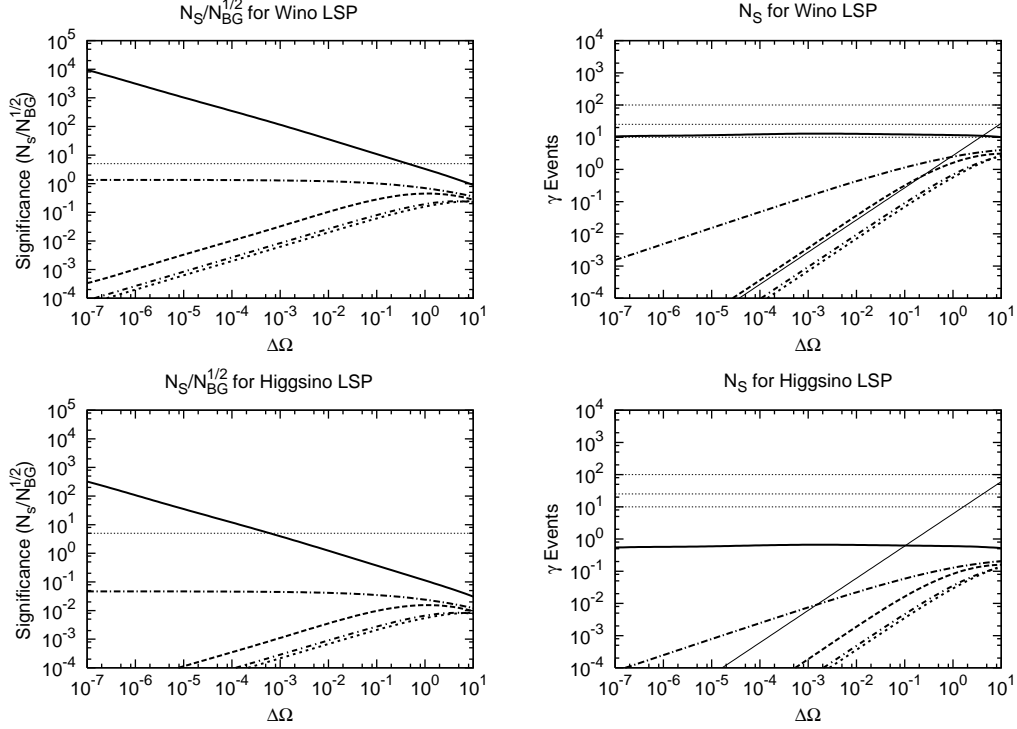 N_S/N_BG^1/2 for Wino LSP
Significance (N_s/N_BG^1/2)
10^5
10^4
10^3
10^2
10^1
10^0
10^-1
10^-2
10^-3
10^-4
10^-7 10^-6 10^-5 10^-4 10^-3 10^-2 10^-1 10^0 10^1
ΔΩ
N_S for Wino LSP
γ Events
10^4
10^3
10^2
10^1
10^0
10^-1
10^-2
10^-3
10^-4
10^-7 10^-6 10^-5 10^-4 10^-3 10^-2 10^-1 10^0 10^1
ΔΩ
N_S/N_BG^1/2 for Higgsino LSP
Significance (N_s/N_BG^1/2)
10^5
10^4
10^3
10^2
10^1
10^0
10^-1
10^-2
10^-3
10^-4
10^-7 10^-6 10^-5 10^-4 10^-3 10^-2 10^-1 10^0 10^1
ΔΩ
N_S for Higgsino LSP
γ Events
10^4
10^3
10^2
10^1
10^0
10^-1
10^-2
10^-3
10^-4
10^-7 10^-6 10^-5 10^-4 10^-3 10^-2 10^-1 10^0 10^1
ΔΩ